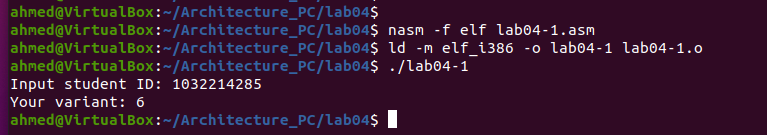 ahmed@VirtualBox:~/Architecture_PC/lab04$
ahmed@VirtualBox:~/Architecture_PC/lab04$ nasm -f elf lab04-1.asm
ahmed@VirtualBox:~/Architecture_PC/lab04$ ld -m elf_i386 -o lab04-1 lab04-1.o
ahmed@VirtualBox:~/Architecture_PC/lab04$ ./lab04-1
Input student ID: 1032214285
Your variant: 6
ahmed@VirtualBox:~/Architecture_PC/lab04$